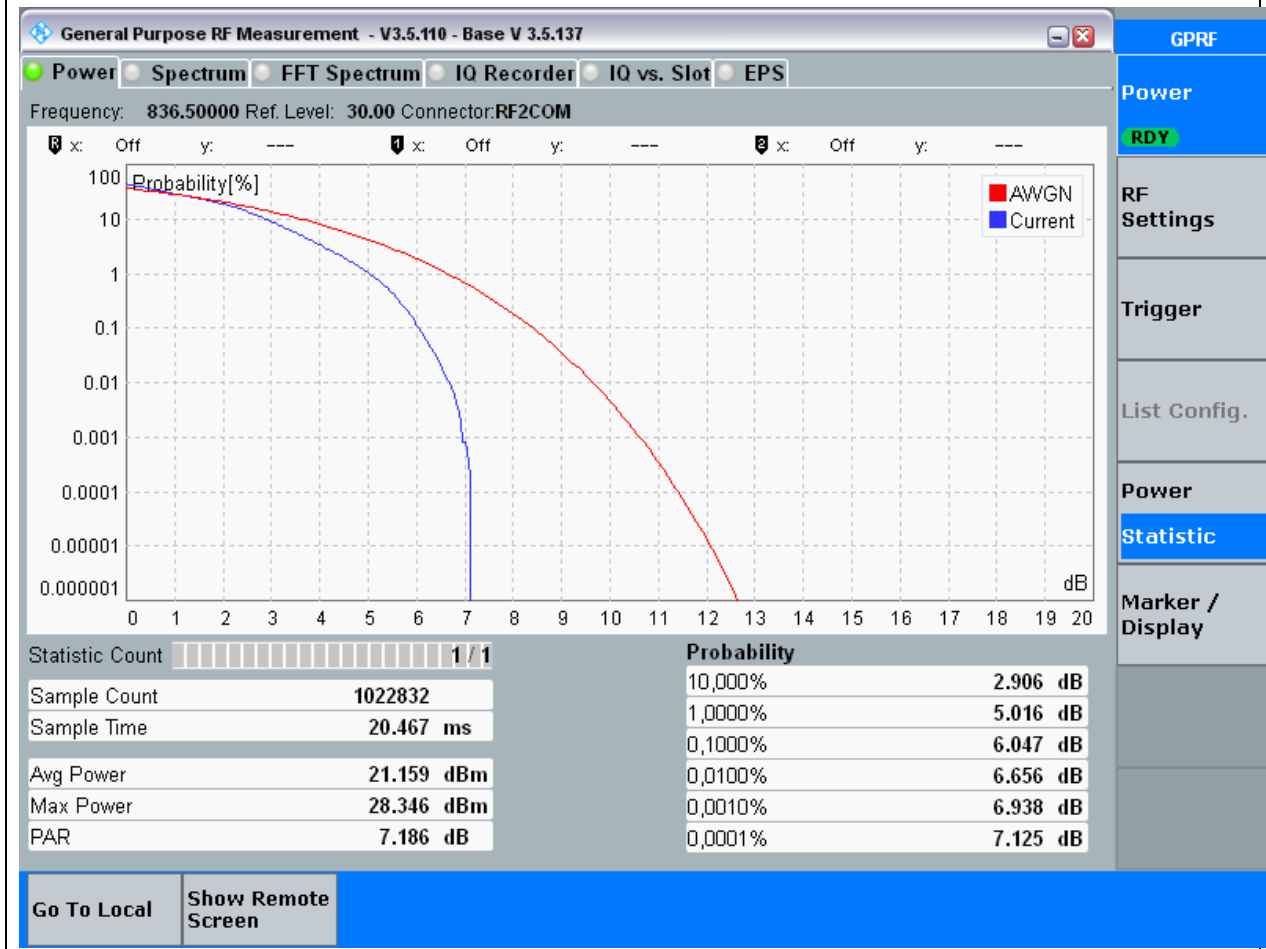 General Purpose RF Measurement - V3.5.110 - Base V 3.5.137
GPRF
Power Spectrum FFT Spectrum IQ Recorder IQ vs. Slot EPS
Frequency: 836.50000 Ref. Level: 30.00 Connector:RF2COM
R x: Off y: --- 1 x: Off y: --- 2 x: Off y: ---
Probability[%]
100
10
1
0.1
0.01
0.001
0.0001
0.00001
0.000001
AWGN
Current
dB
0 1 2 3 4 5 6 7 8 9 10 11 12 13 14 15 16 17 18 19 20
Statistic Count 1 / 1
Sample Count 1022832
Sample Time 20.467 ms
Avg Power 21.159 dBm
Max Power 28.346 dBm
PAR 7.186 dB
Probability
10,000% 2.906 dB
1,0000% 5.016 dB
0,1000% 6.047 dB
0,0100% 6.656 dB
0,0010% 6.938 dB
0,0001% 7.125 dB
Power
RDY
RF
Settings
Trigger
List Config.
Power
Statistic
Marker /
Display
Go To Local
Show Remote
Screen